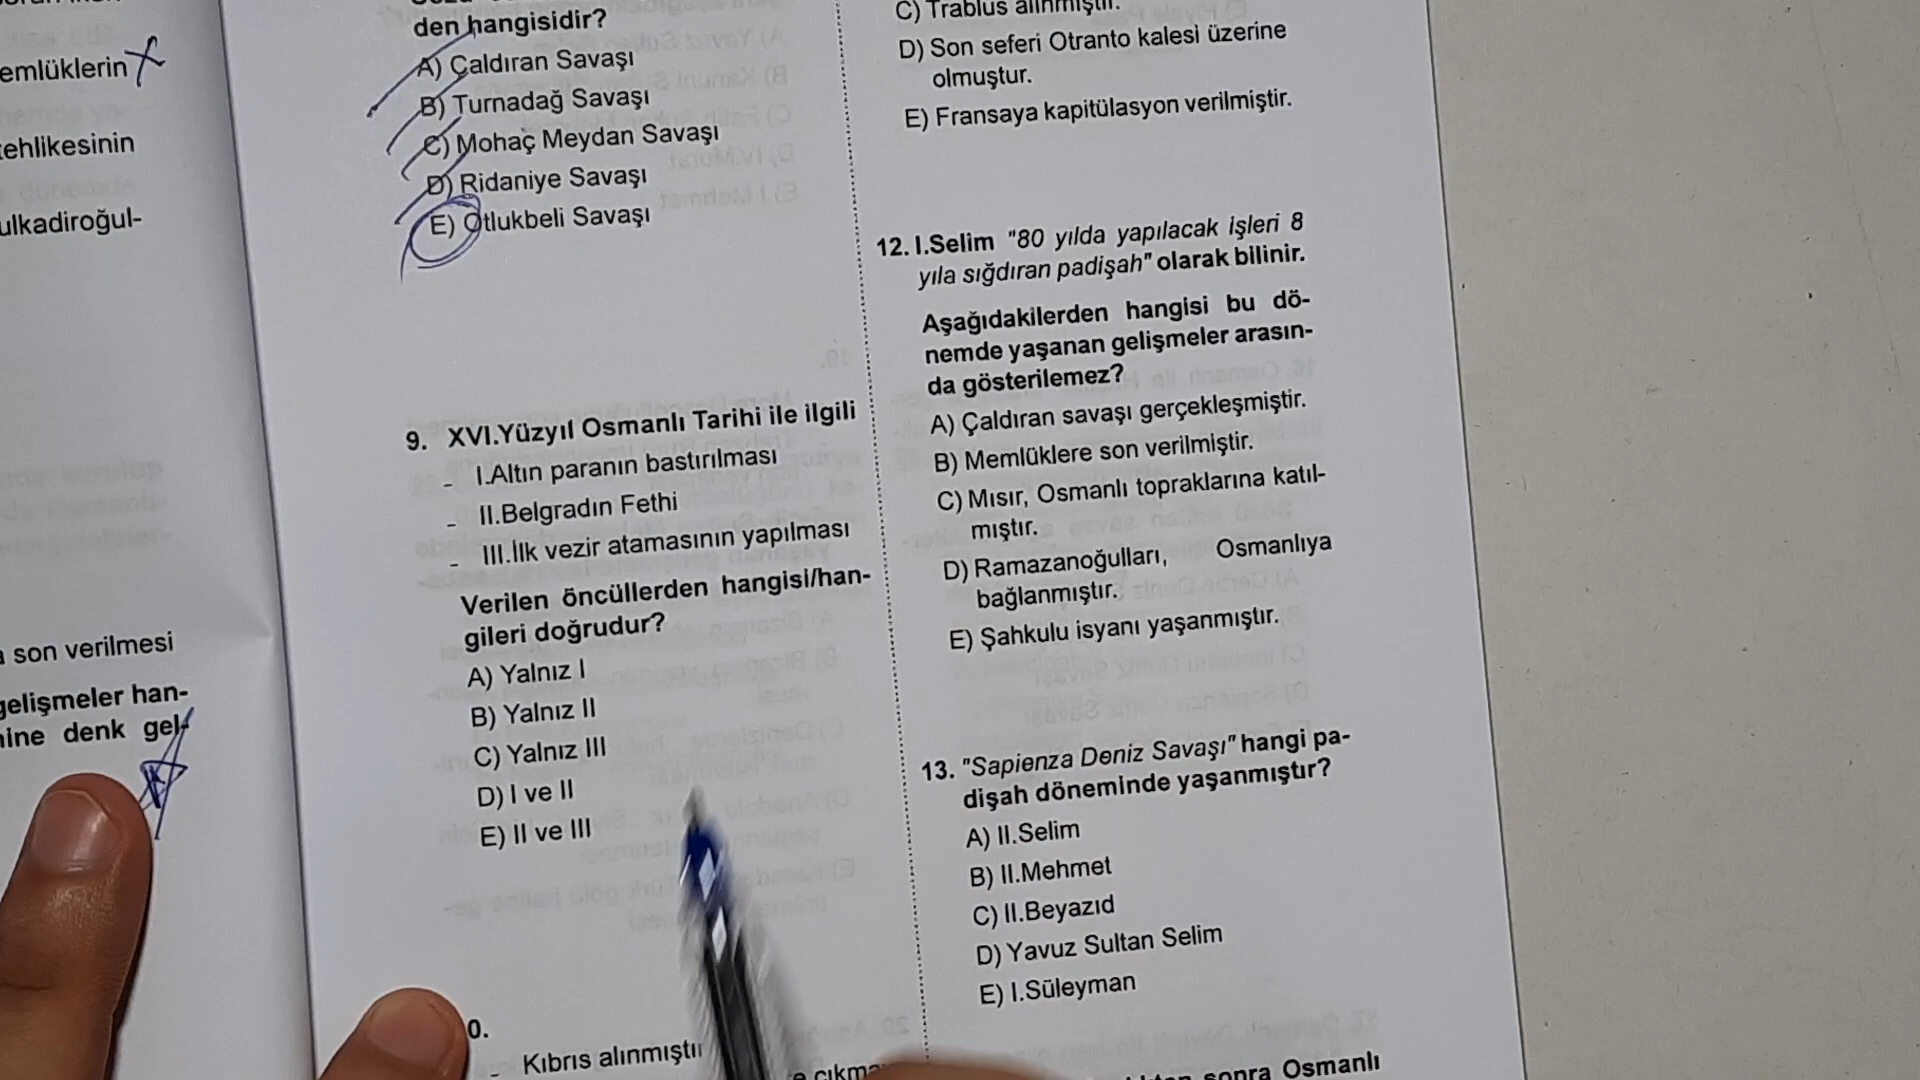 emlüklerin
ehlikesinin
ulkadiroğul-
son verilmesi
gelişmeler han-
ine denk gel-
den hangisidir?
A) Çaldıran Savaşı
B) Turnadağ Savaşı
C) Mohaç Meydan Savaşı
D) Ridaniye Savaşı
E) Otlukbeli Savaşı
9. XVI.Yüzyıl Osmanlı Tarihi ile ilgili
- I.Altın paranın bastırılması
- II.Belgradın Fethi
- III.İlk vezir atamasının yapılması
Verilen öncüllerden hangisi/han-
gileri doğrudur?
A) Yalnız I
B) Yalnız II
C) Yalnız III
D) I ve II
E) II ve III
0.
- Kıbrıs alınmıştı
C) Trablus alınmıştır.
D) Son seferi Otranto kalesi üzerine
olmuştur.
E) Fransaya kapitülasyon verilmiştir.
12. I.Selim "80 yılda yapılacak işleri 8
yıla sığdıran padişah" olarak bilinir.
Aşağıdakilerden hangisi bu dö-
nemde yaşanan gelişmeler arasın-
da gösterilemez?
A) Çaldıran savaşı gerçekleşmiştir.
B) Memlüklere son verilmiştir.
C) Mısır, Osmanlı topraklarına katıl-
mıştır.
D) Ramazanoğulları, Osmanlıya
bağlanmıştır.
E) Şahkulu isyanı yaşanmıştır.
13. "Sapienza Deniz Savaşı" hangi pa-
dişah döneminde yaşanmıştır?
A) II.Selim
B) II.Mehmet
C) II.Beyazıd
D) Yavuz Sultan Selim
E) I.Süleyman
sonra Osmanlı